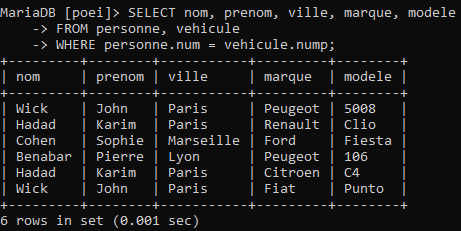 MariaDB [poei]> SELECT nom, prenom, ville, marque, modele
    -> FROM personne, vehicule
    -> WHERE personne.num = vehicule.nump;
+---------+--------+-----------+---------+--------+
| nom     | prenom | ville     | marque  | modele |
+---------+--------+-----------+---------+--------+
| Wick    | John   | Paris     | Peugeot | 5008   |
| Hadad   | Karim  | Paris     | Renault | Clio   |
| Cohen   | Sophie | Marseille | Ford    | Fiesta |
| Benabar | Pierre | Lyon      | Peugeot | 106    |
| Hadad   | Karim  | Paris     | Citroen | C4     |
| Wick    | John   | Paris     | Fiat    | Punto  |
+---------+--------+-----------+---------+--------+
6 rows in set (0.001 sec)